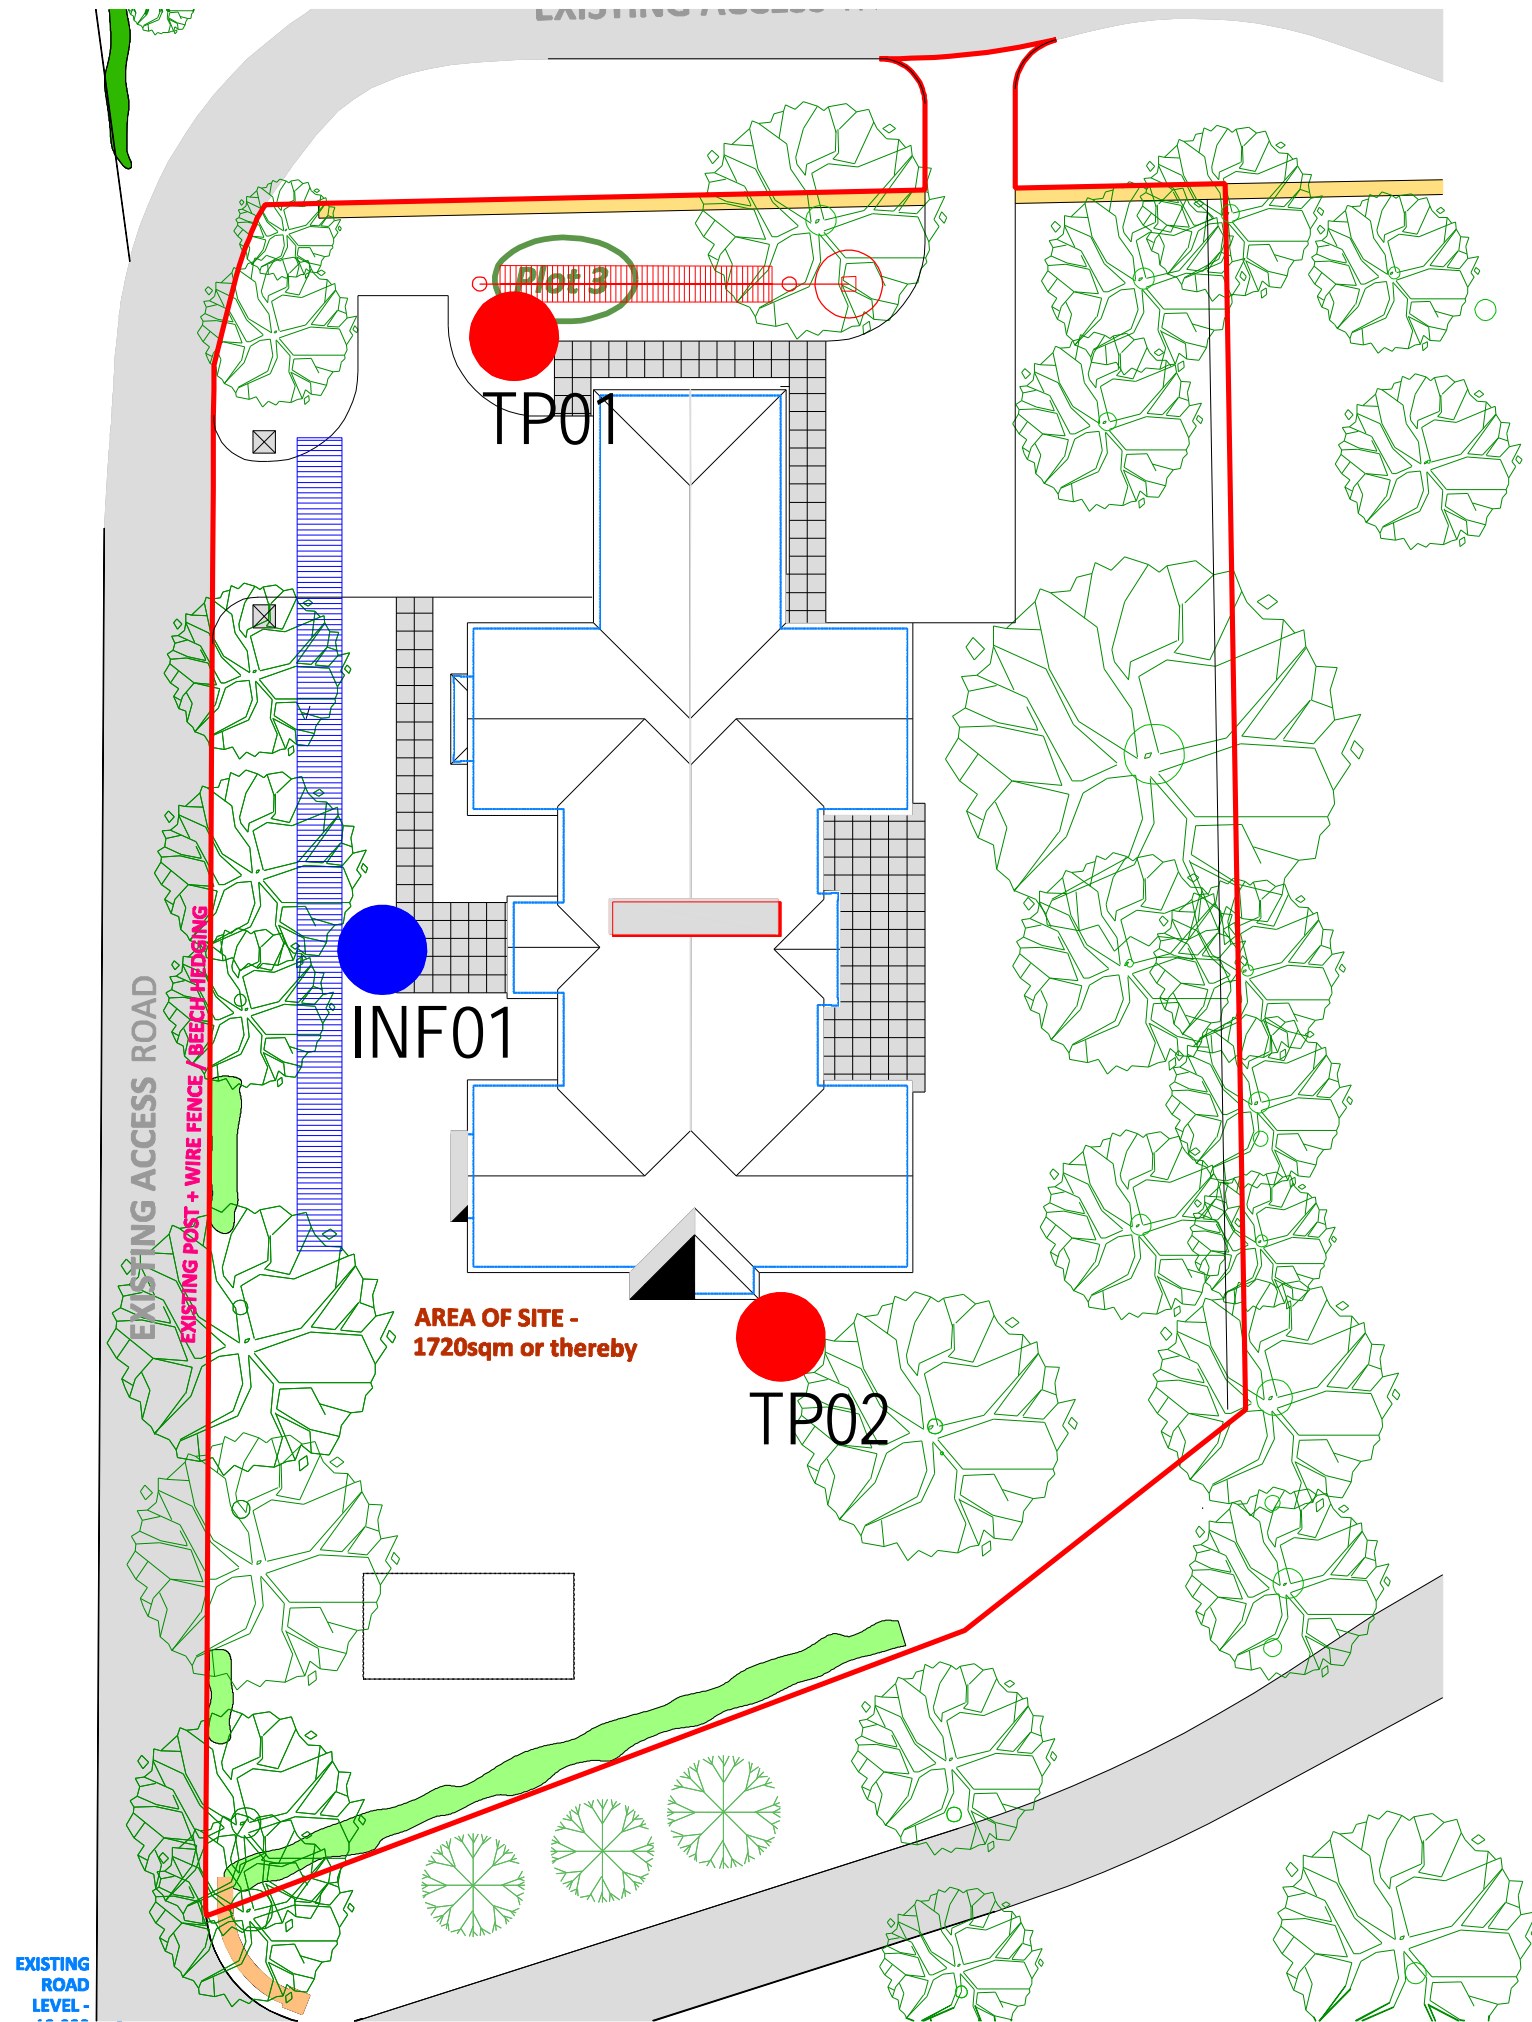 Plot 3
TP01
INF01
EXISTING ACCESS ROAD
EXISTING POST + WIRE FENCE / BEECH HEDGING
AREA OF SITE -
1720sqm or thereby
TP02
EXISTING
ROAD
LEVEL -